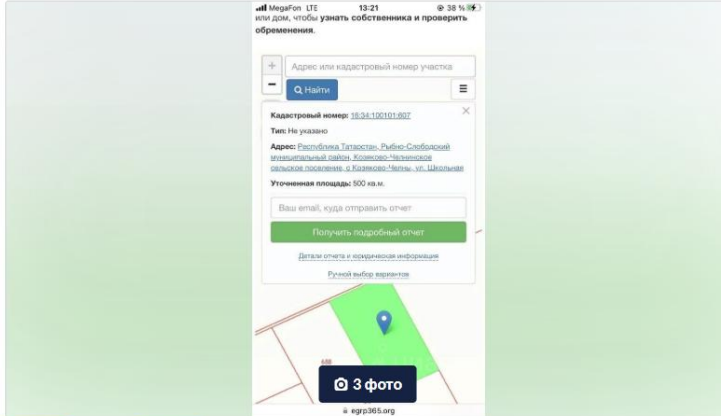 MegaFon LTE 13:21 38 %
или дом, чтобы узнать собственника и проверить
обременения.
+
Адрес или кадастровый номер участка
−
Найти
Кадастровый номер: 16:34:100101:607
Тип: Не указано
Адрес: Республика Татарстан, Рыбно-Слободский
муниципальный район, Козяково-Челнинское
сельское поселение, с Козяково-Челны, ул. Школьная
Уточненная площадь: 500 кв.м.
Ваш email, куда отправить отчет
Получить подробный отчет
Детали отчета и юридическая информация
Ручной выбор вариантов
3 фото
egrp365.org